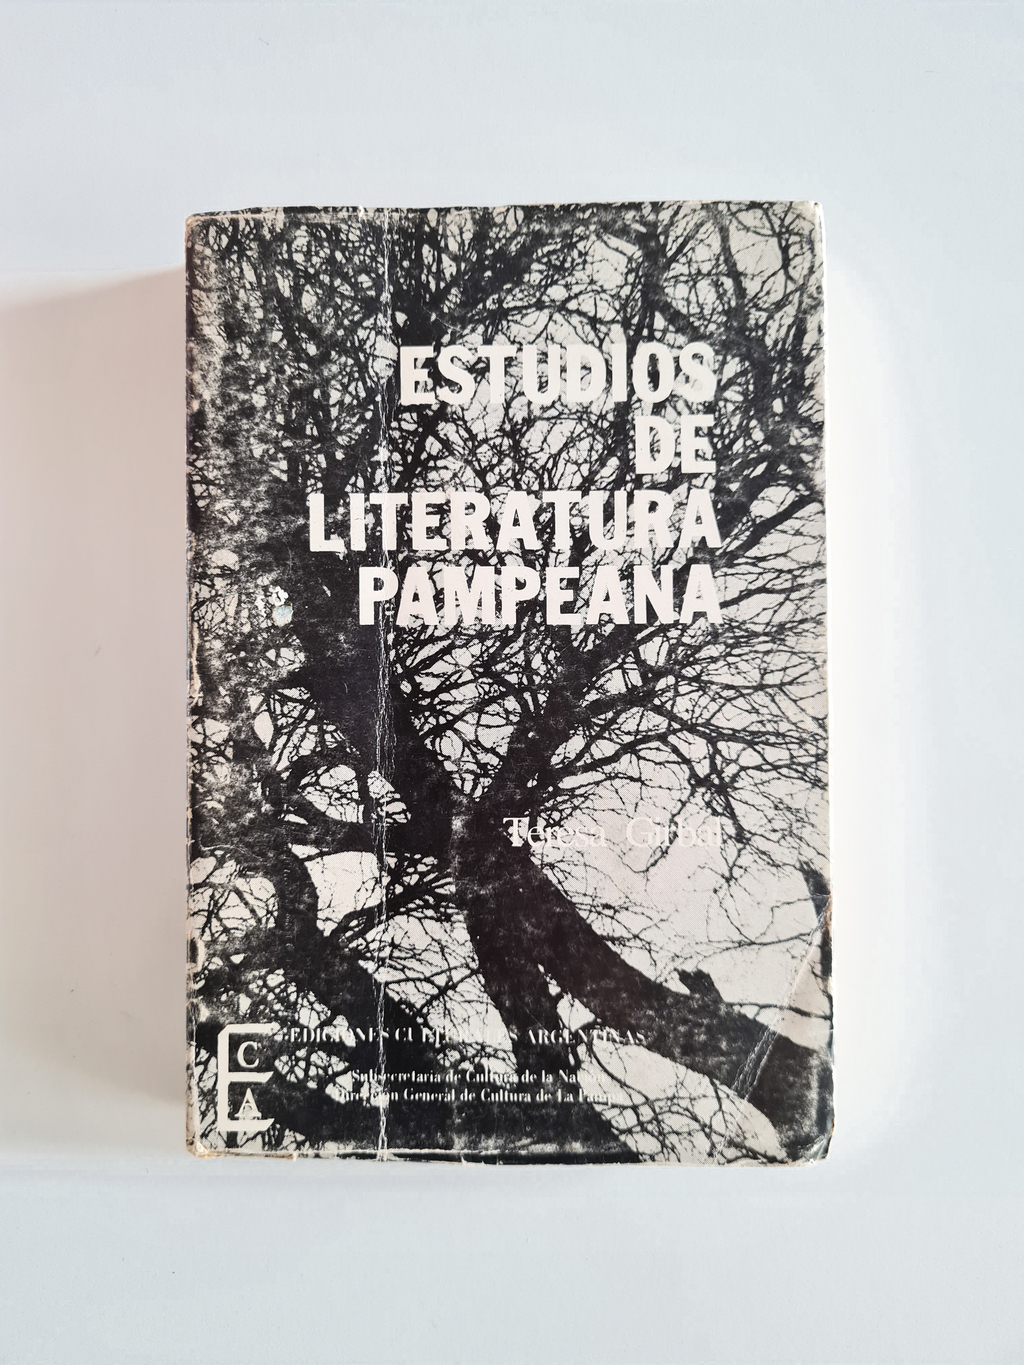 ESTUDIOS
DE
LITERATURA
PAMPEANA
Teresa Girbal
EDICIONES CULTURALES ARGENTINAS
Subsecretaría de Cultura de la Nación
Dirección General de Cultura de La Pampa
E
C
A